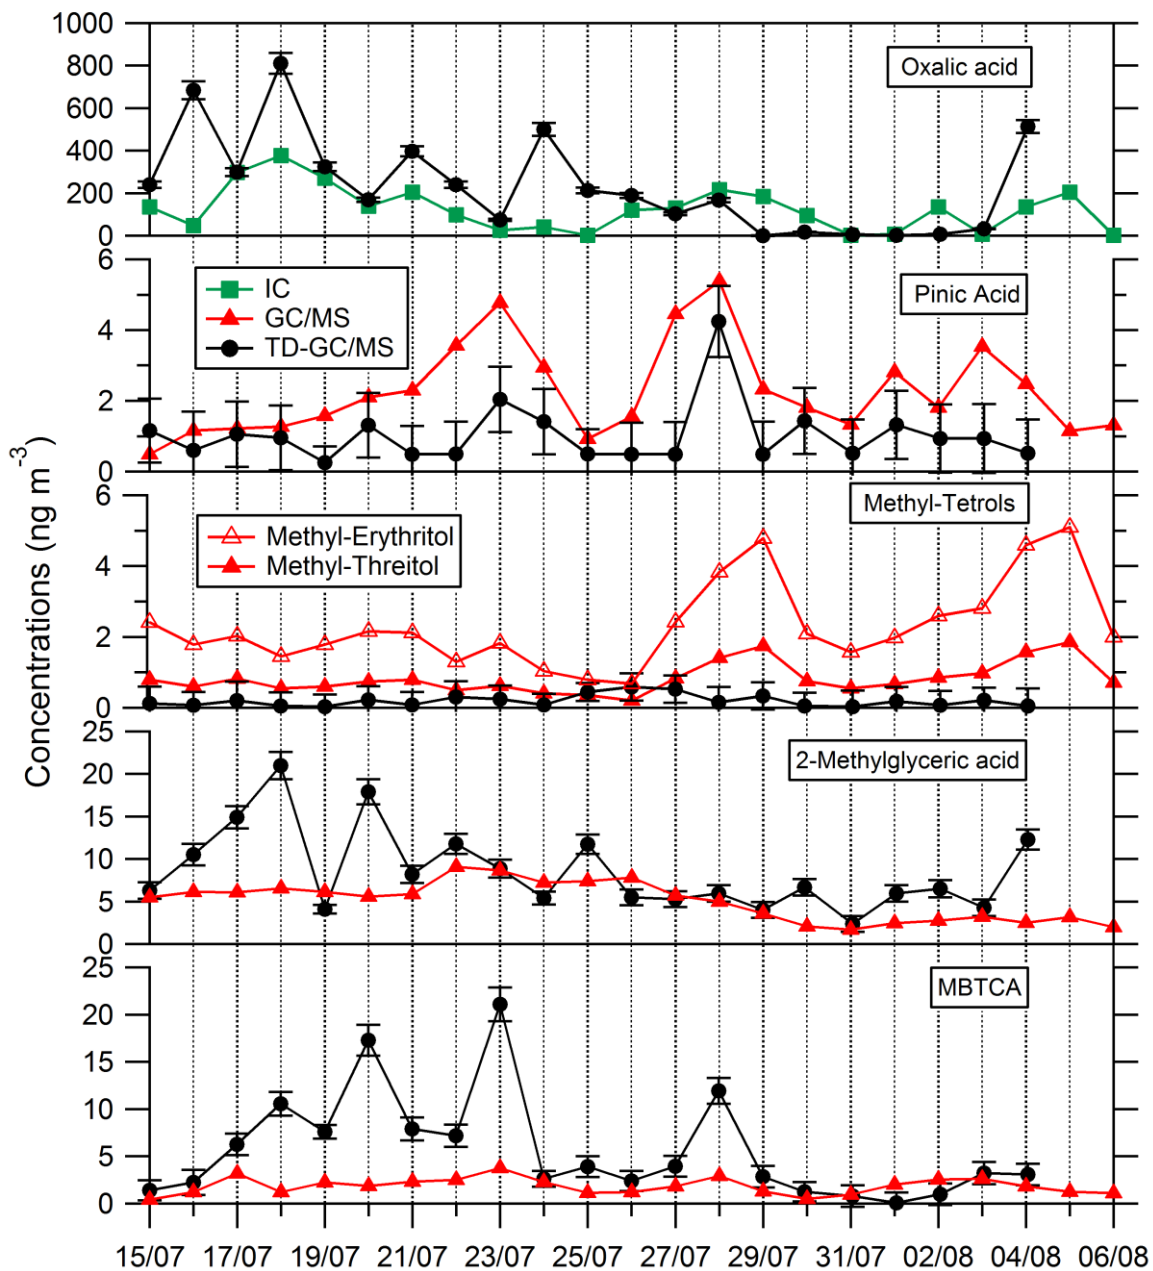 1000
800
600
400
200
0
Oxalic acid
6
4
2
0
IC
GC/MS
TD-GC/MS
Pinic Acid
6
4
2
0
Methyl-Erythritol
Methyl-Threitol
Methyl-Tetrols
25
20
15
10
5
0
2-Methylglyceric acid
25
20
15
10
5
0
MBTCA
Concentrations (ng m⁻³)
15/07 17/07 19/07 21/07 23/07 25/07 27/07 29/07 31/07 02/08 04/08 06/08